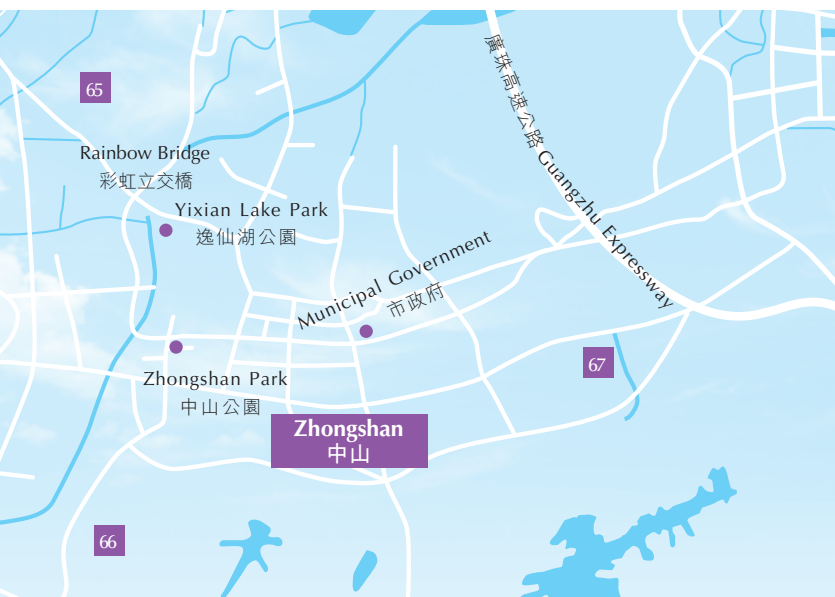 廣珠高速公路 Guangzhu Expressway
65
Rainbow Bridge
彩虹立交橋
Yixian Lake Park
逸仙湖公園
Municipal Government
市政府
67
Zhongshan Park
中山公園
Zhongshan
中山
66